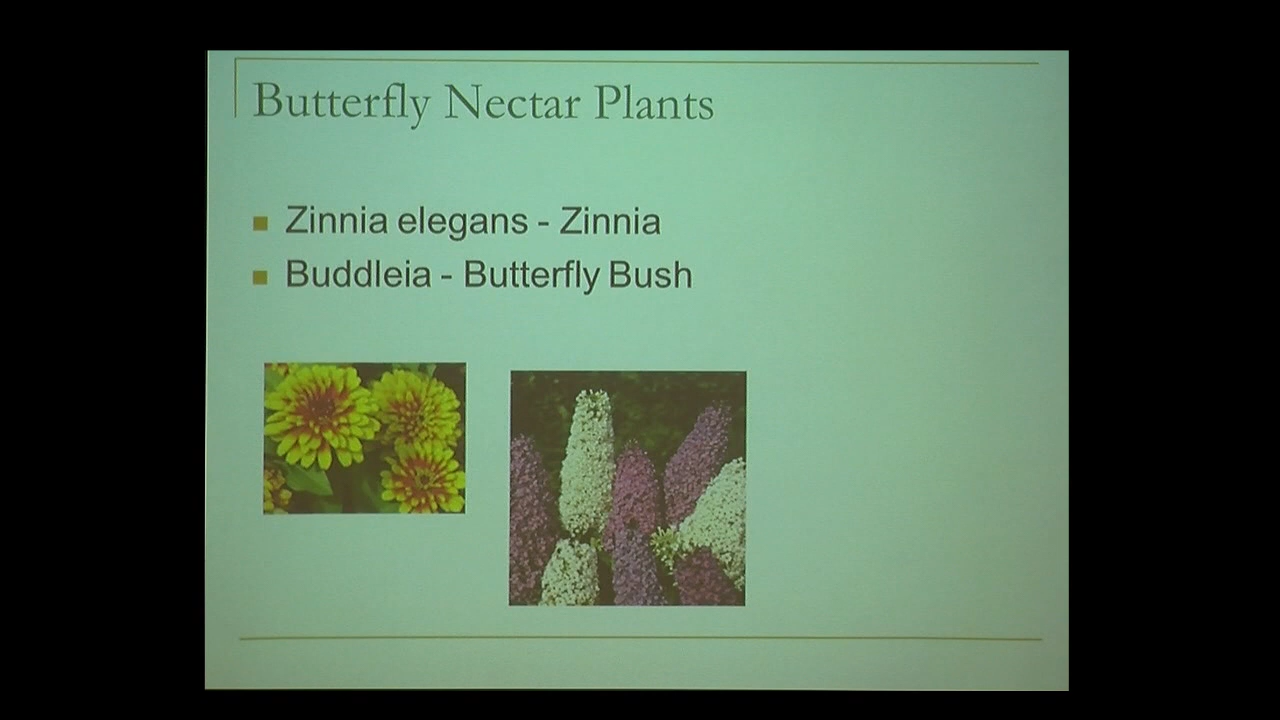 Butterfly Nectar Plants
Zinnia elegans - Zinnia
Buddleia - Butterfly Bush